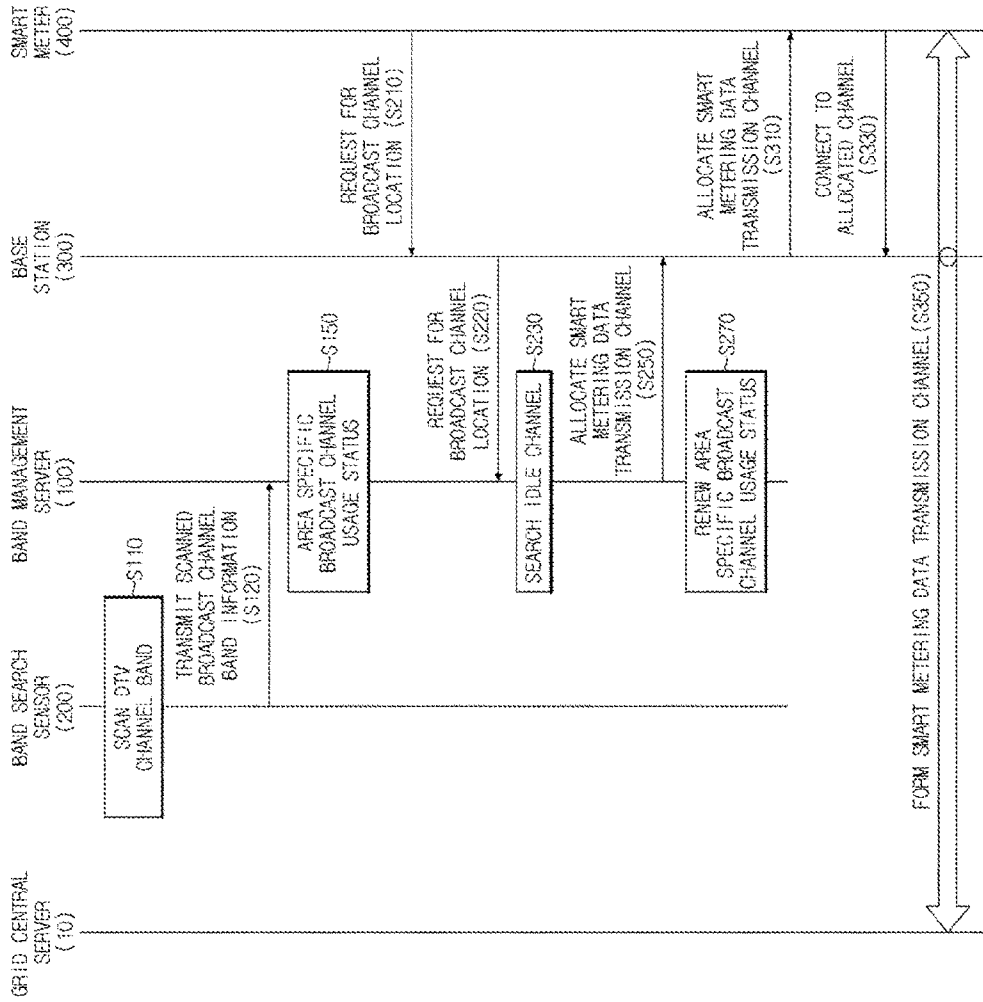 GRID CENTRAL
SERVER
(10)
BAND SEARCH
SENSOR
(200)
BAND MANAGEMENT
SERVER
(100)
BASE
STATION
(300)
SMART
METER
(400)
SCAN DTV
CHANNEL BAND
S110
TRANSMIT SCANNED
BROADCAST CHANNEL
BAND INFORMATION
(S120)
AREA SPECIFIC
BROADCAST CHANNEL
USAGE STATUS
S150
REQUEST FOR
BROADCAST CHANNEL
LOCATION (S210)
REQUEST FOR
BROADCAST CHANNEL
LOCATION (S220)
SEARCH IDLE CHANNEL
S230
ALLOCATE SMART
METERING DATA
TRANSMISSION CHANNEL
(S250)
RENEW AREA
SPECIFIC BROADCAST
CHANNEL USAGE STATUS
S270
ALLOCATE SMART
METERING DATA
TRANSMISSION CHANNEL
(S310)
CONNECT TO
ALLOCATED CHANNEL
(S330)
FORM SMART METERING DATA TRANSMISSION CHANNEL(S350)